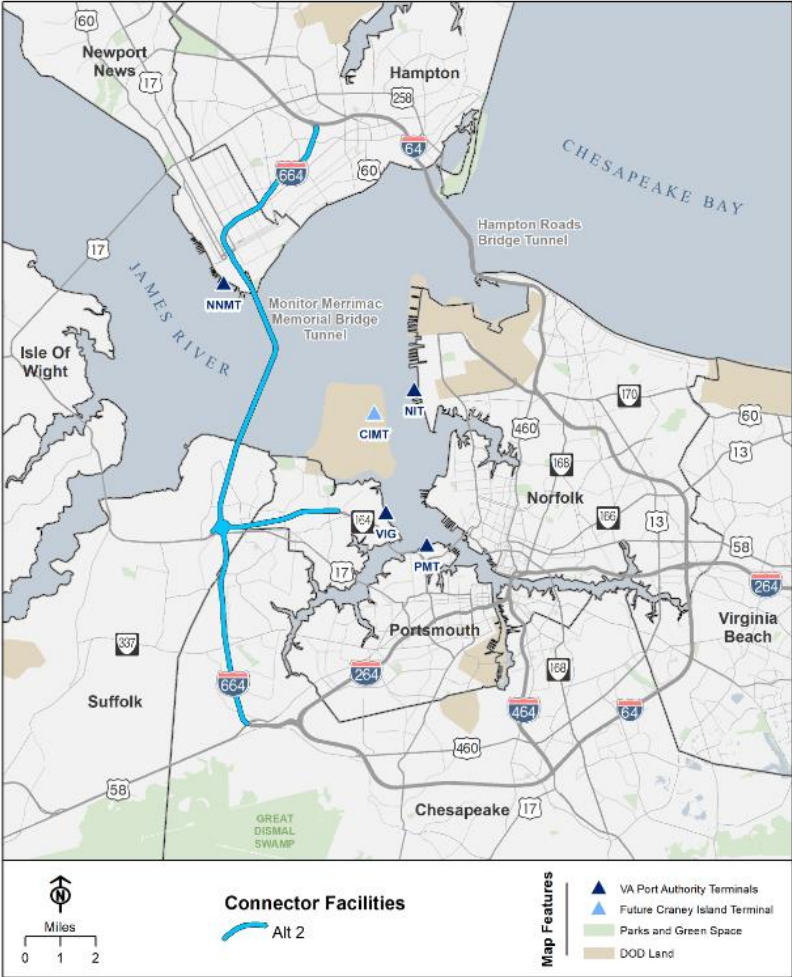 60
Newport
News
17
Hampton
258
64
664
60
CHESAPEAKE BAY
Hampton Roads
Bridge Tunnel
17
JAMES RIVER
NNMT
Monitor Merrimac
Memorial Bridge
Tunnel
Isle Of
Wight
NIT
170
CIMT
460
60
13
168
Norfolk
164
VIG
166
13
PMT
58
17
264
Virginia
Beach
Portsmouth
337
264
168
664
Suffolk
464
64
460
58
Chesapeake
17
GREAT
DISMAL
SWAMP
N
Miles
0 1 2
Connector Facilities
Alt 2
Map Features
VA Port Authority Terminals
Future Craney Island Terminal
Parks and Green Space
DOD Land